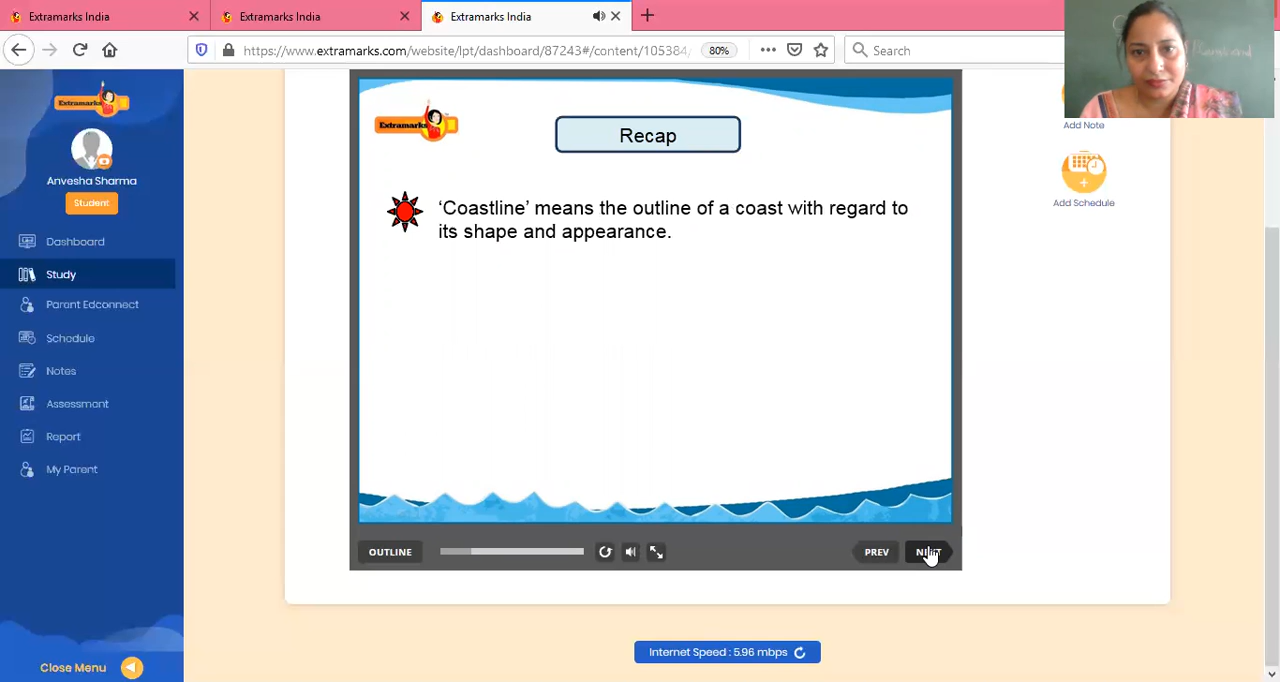 Extramarks India
Extramarks India
Extramarks India
https://www.extramarks.com/website/lpt/dashboard/87243#/content/105384/
80%
Search
Extramarks
Anvesha Sharma
Student
Dashboard
Study
Parent Edconnect
Schedule
Notes
Assessmant
Report
My Parent
Close Menu
Extramarks
Recap
‘Coastline’ means the outline of a coast with regard to
its shape and appearance.
OUTLINE
PREV
Add Note
Add Schedule
Internet Speed : 5.96 mbps